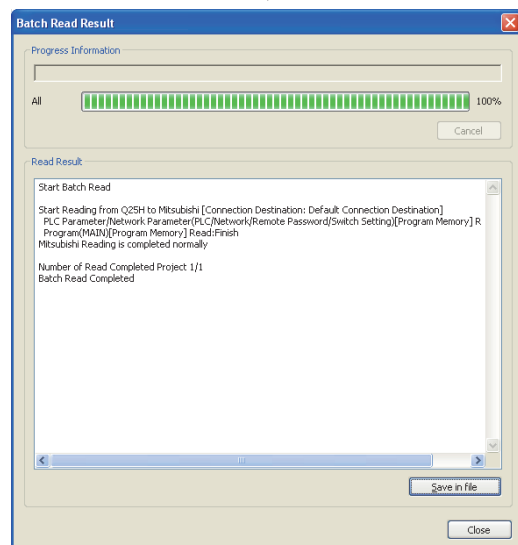 Batch Read Result
Progress Information
All
100%
Cancel
Read Result
Start Batch Read
Start Reading from Q25H to Mitsubishi [Connection Destination: Default Connection Destination]
PLC Parameter/Network Parameter(PLC/Network/Remote Password/Switch Setting)[Program Memory] R
Program(MAIN)[Program Memory] Read:Finish
Mitsubishi Reading is completed normally
Number of Read Completed Project 1/1
Batch Read Completed
Save in file
Close